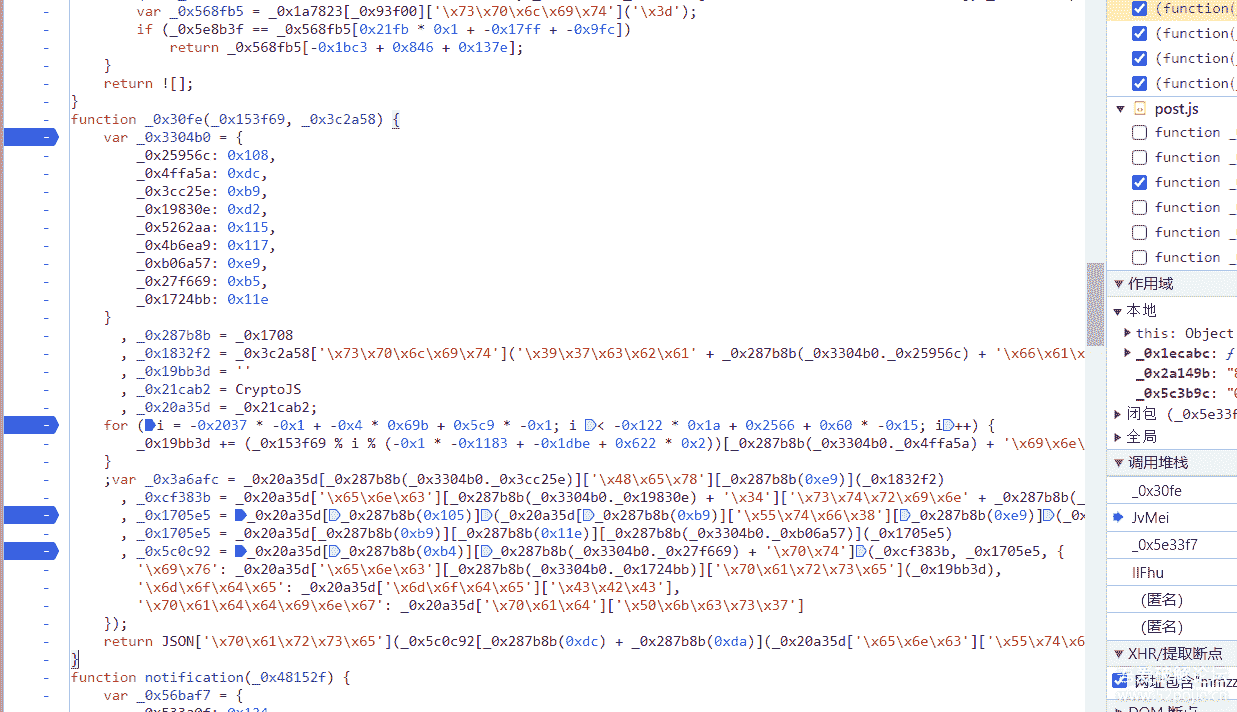 var _0x568fb5 = _0x1a7823[_0x93f00]['\x73\x70\x6c\x69\x74']('\x3d');
if (_0x5e8b3f == _0x568fb5[0x21fb * 0x1 + -0x17ff + -0x9fc])
return _0x568fb5[-0x1bc3 + 0x846 + 0x137e];
}
return ![];
}
function _0x30fe(_0x153f69, _0x3c2a58) {
var _0x3304b0 = {
_0x25956c: 0x108,
_0x4ffa5a: 0xdc,
_0x3cc25e: 0xb9,
_0x19830e: 0xd2,
_0x5262aa: 0x115,
_0x4b6ea9: 0x117,
_0xb06a57: 0xe9,
_0x27f669: 0xb5,
_0x1724bb: 0x11e
}
, _0x287b8b = _0x1708
, _0x1832f2 = _0x3c2a58['\x73\x70\x6c\x69\x74']('\x39\x37\x63\x62\x61' + _0x287b8b(_0x3304b0._0x25956c) + '\x66\x61\x
, _0x19bb3d = ''
, _0x21cab2 = CryptoJS
, _0x20a35d = _0x21cab2;
for (i = -0x2037 * -0x1 + -0x4 * 0x69b + 0x5c9 * -0x1; i < -0x122 * 0x1a + 0x2566 + 0x60 * -0x15; i++) {
_0x19bb3d += (_0x153f69 % i % (-0x1 * -0x1183 + -0x1dbe + 0x622 * 0x2))[_0x287b8b(_0x3304b0._0x4ffa5a) + '\x69\x6e\
}
;var _0x3a6afc = _0x20a35d[_0x287b8b(_0x3304b0._0x3cc25e)]['\x48\x65\x78'][_0x287b8b(0xe9)](_0x1832f2)
, _0xcf383b = _0x20a35d['\x65\x6e\x63'][_0x287b8b(_0x3304b0._0x19830e) + '\x34']['\x73\x74\x72\x69\x6e' + _0x287b8b(_
, _0x1705e5 = _0x20a35d[_0x287b8b(0x105)](_0x20a35d[_0x287b8b(0xb9)]['\x55\x74\x66\x38'][_0x287b8b(0xe9)](_0x
, _0x1705e5 = _0x20a35d[_0x287b8b(0xb9)][_0x287b8b(0x11e)][_0x287b8b(_0x3304b0._0xb06a57)](_0x1705e5)
, _0x5c0c92 = _0x20a35d[_0x287b8b(0xb4)][_0x287b8b(_0x3304b0._0x27f669) + '\x70\x74'](_0xcf383b, _0x1705e5, {
'\x69\x76': _0x20a35d['\x65\x6e\x63'][_0x287b8b(_0x3304b0._0x1724bb)]['\x70\x61\x72\x73\x65'](_0x19bb3d),
'\x6d\x6f\x64\x65': _0x20a35d['\x6d\x6f\x64\x65']['\x43\x42\x43'],
'\x70\x61\x64\x64\x69\x6e\x67': _0x20a35d['\x70\x61\x64']['\x50\x6b\x63\x73\x37']
});
return JSON['\x70\x61\x72\x73\x65'](_0x5c0c92[_0x287b8b(0xdc) + _0x287b8b(0xda)](_0x20a35d['\x65\x6e\x63']['\x55\x74\x6
}
function notification(_0x48152f) {
var _0x56baf7 = {
(function(
(function(
(function(
(function(
post.js
function _
function _
function _
function _
function _
function _
作用域
本地
this: Object
_0x1ecabc: ƒ
_0x2a149b: "8
_0x5c3b9c: "0
闭包 (_0x5e33f
全局
调用堆栈
_0x30fe
JvMei
_0x5e33f7
(匿名)
(匿名)
XHR/提取断点
网址包含"mmzz
DOM 断点